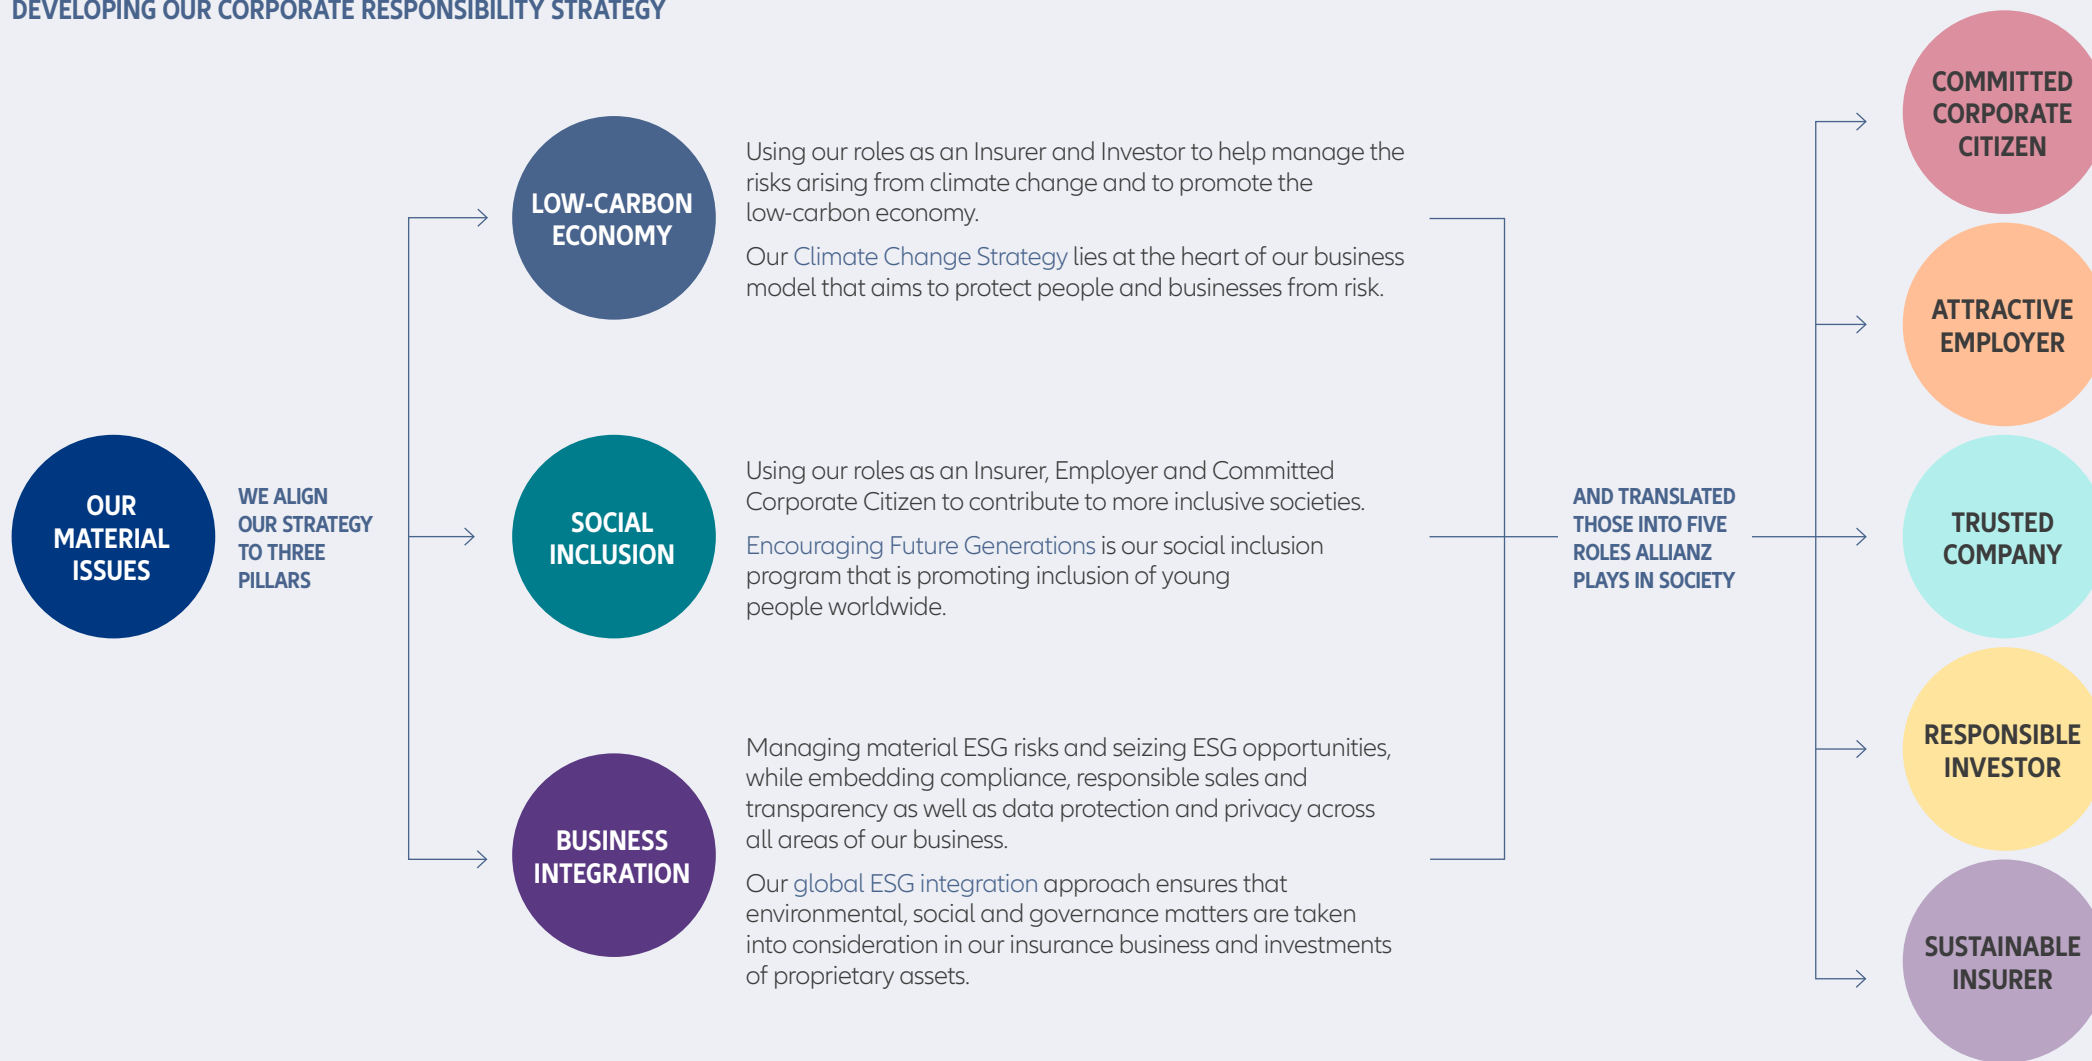 DEVELOPING OUR CORPORATE RESPONSIBILITY STRATEGY
OUR
MATERIAL
ISSUES
WE ALIGN
OUR STRATEGY
TO THREE
PILLARS
LOW-CARBON
ECONOMY
Using our roles as an Insurer and Investor to help manage the
risks arising from climate change and to promote the
low-carbon economy.
Our Climate Change Strategy lies at the heart of our business
model that aims to protect people and businesses from risk.
SOCIAL
INCLUSION
Using our roles as an Insurer, Employer and Committed
Corporate Citizen to contribute to more inclusive societies.
Encouraging Future Generations is our social inclusion
program that is promoting inclusion of young
people worldwide.
BUSINESS
INTEGRATION
Managing material ESG risks and seizing ESG opportunities,
while embedding compliance, responsible sales and
transparency as well as data protection and privacy across
all areas of our business.
Our global ESG integration approach ensures that
environmental, social and governance matters are taken
into consideration in our insurance business and investments
of proprietary assets.
AND TRANSLATED
THOSE INTO FIVE
ROLES ALLIANZ
PLAYS IN SOCIETY
COMMITTED
CORPORATE
CITIZEN
ATTRACTIVE
EMPLOYER
TRUSTED
COMPANY
RESPONSIBLE
INVESTOR
SUSTAINABLE
INSURER